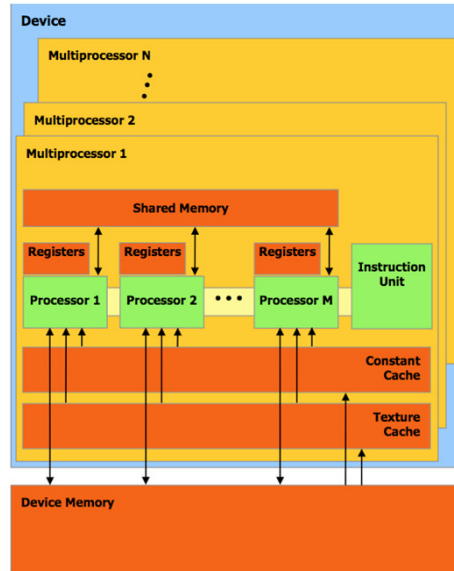 Device
Multiprocessor N
Multiprocessor 2
Multiprocessor 1
Shared Memory
Registers Registers Registers
Processor 1 Processor 2 Processor M
Instruction
Unit
Constant
Cache
Texture
Cache
Device Memory